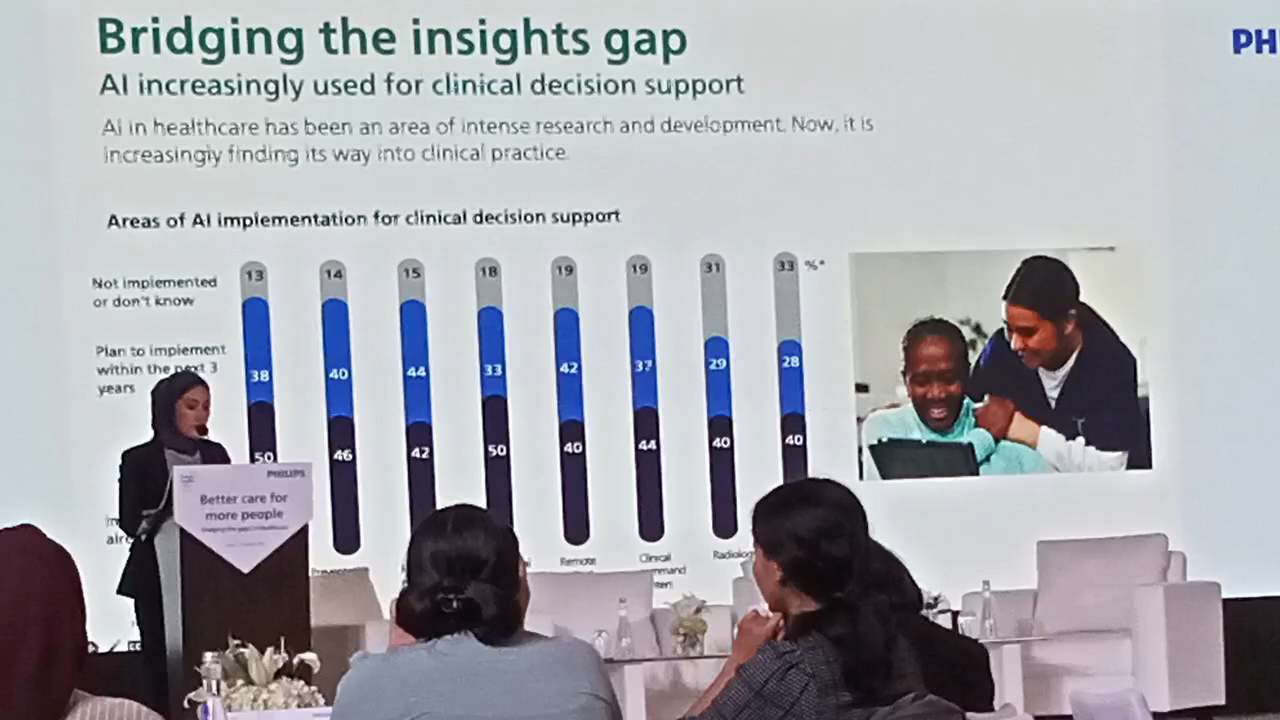 Bridging the insights gap
PH
AI increasingly used for clinical decision support
AI in healthcare has been an area of intense research and development. Now, it is
increasingly finding its way into clinical practice.
Areas of AI implementation for clinical decision support
Not implemented
or don't know
13 14 15 18 19 19 31 33 %*
Plan to implement
within the next 3
years
38 40 44 33 42 37 29 28
50 46 42 50 40 44 40 40
Remote
Clinical
Radiology
PHILIPS
Better care for
more people